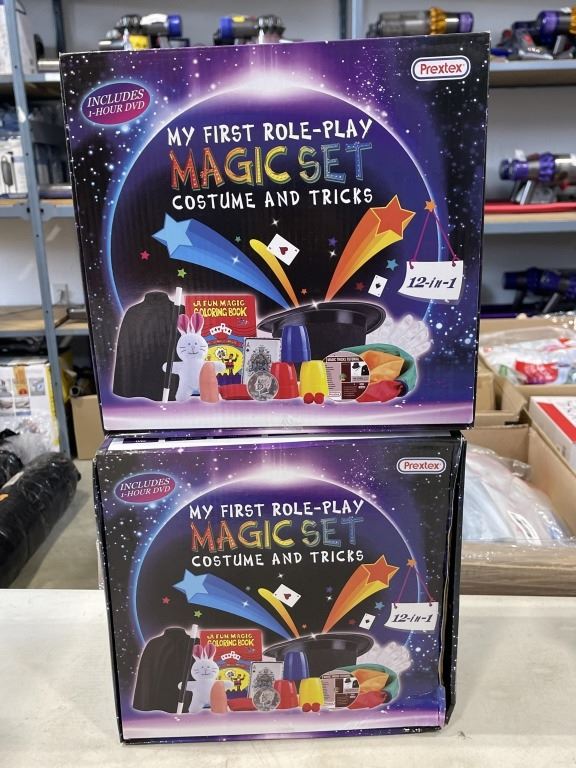 Prextex
INCLUDES
1-HOUR DVD
MY FIRST ROLE-PLAY
MAGIC SET
COSTUME AND TRICKS
12-in-1
A FUN MAGIC
COLORING BOOK
Prextex
INCLUDES
1-HOUR DVD
MY FIRST ROLE-PLAY
MAGIC SET
COSTUME AND TRICKS
12-in-1
A FUN MAGIC
COLORING BOOK